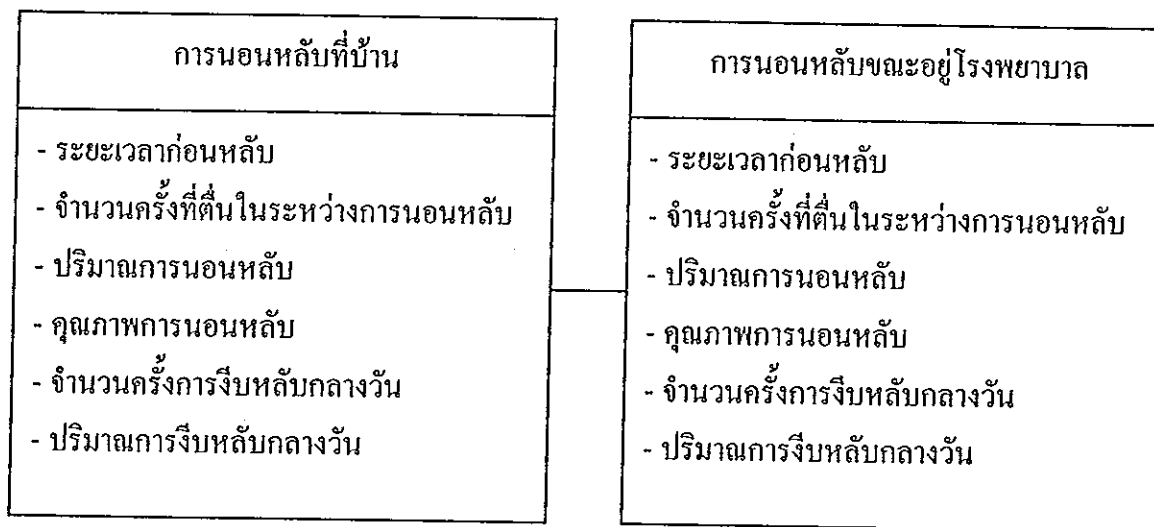 การนอนหลับที่บ้าน
- ระยะเวลาก่อนหลับ
- จำนวนครั้งที่ตื่นในระหว่างการนอนหลับ
- ปริมาณการนอนหลับ
- คุณภาพการนอนหลับ
- จำนวนครั้งการงีบหลับกลางวัน
- ปริมาณการงีบหลับกลางวัน
การนอนหลับขณะอยู่โรงพยาบาล
- ระยะเวลาก่อนหลับ
- จำนวนครั้งที่ตื่นในระหว่างการนอนหลับ
- ปริมาณการนอนหลับ
- คุณภาพการนอนหลับ
- จำนวนครั้งการงีบหลับกลางวัน
- ปริมาณการงีบหลับกลางวัน